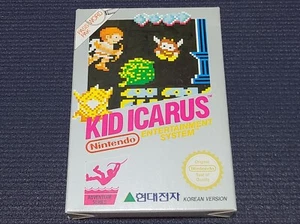 KID ICARUS
Nintendo
ENTERTAINMENT
SYSTEM
현대전자
KOREAN VERSION